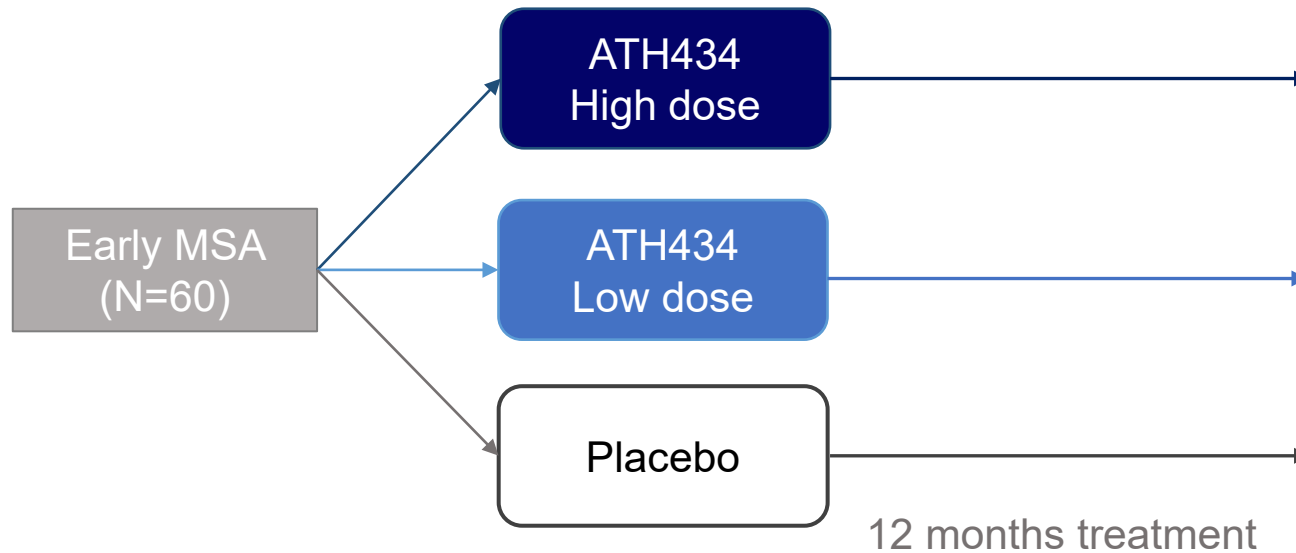 ATH434
High dose
Early MSA
(N=60)
ATH434
Low dose
Placebo
12 months treatment